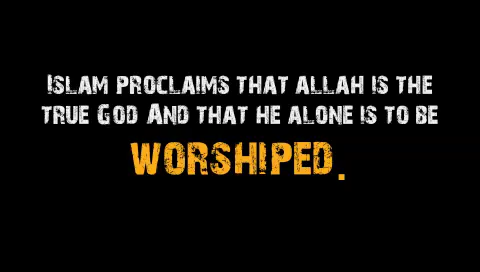 Islam proclaims that allah is the
true God And that he alone is to be
WORSHIPED.